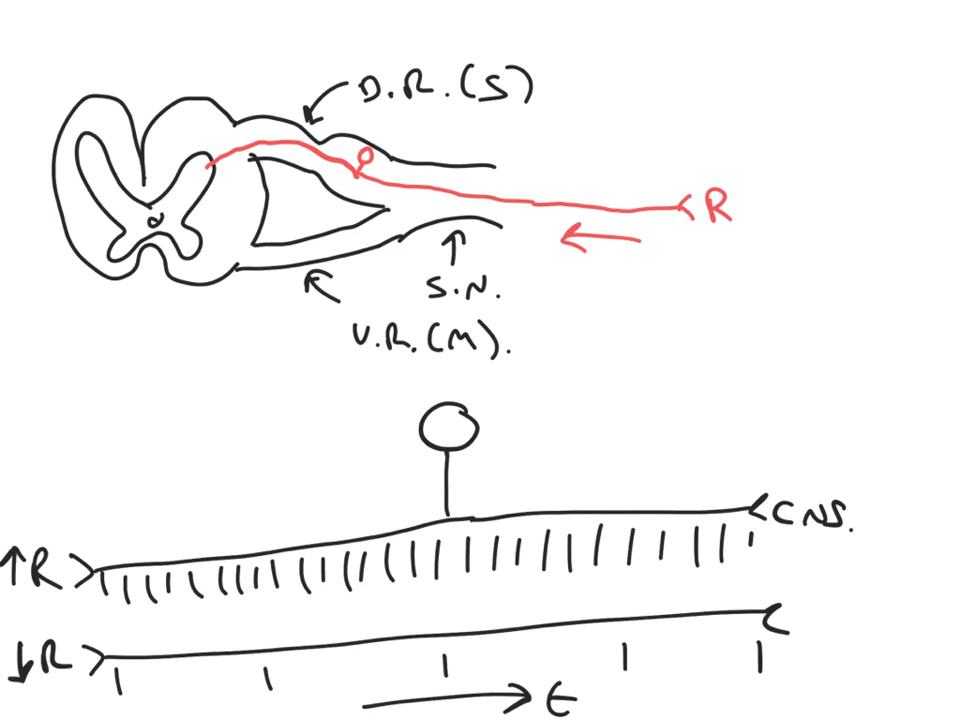 D.R.(S)
R
S.N.
V.R.(M).
CNS.
↑R
↓R
t